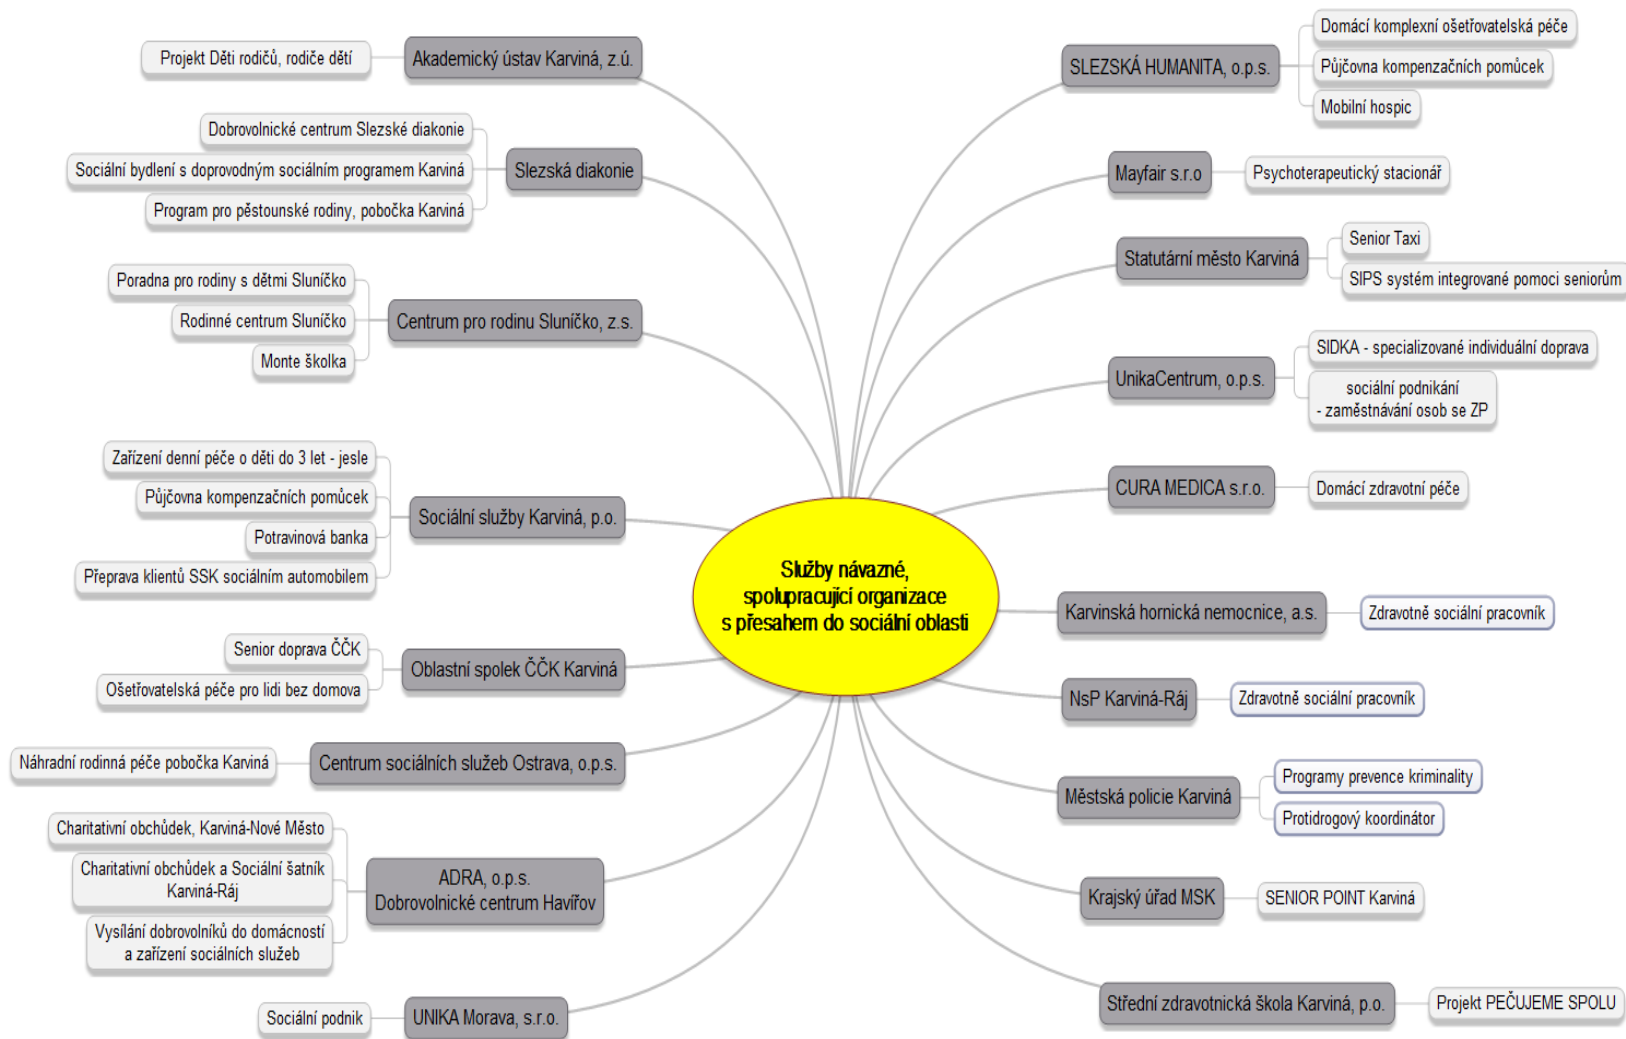 Služby návazné,
spolupracující organizace
s přesahem do sociální oblasti
Akademický ústav Karviná, z.ú.
Projekt Děti rodičů, rodiče dětí
Slezská diakonie
Dobrovolnické centrum Slezské diakonie
Sociální bydlení s doprovodným sociálním programem Karviná
Program pro pěstounské rodiny, pobočka Karviná
Centrum pro rodinu Sluníčko, z.s.
Poradna pro rodiny s dětmi Sluníčko
Rodinné centrum Sluníčko
Monte školka
Sociální služby Karviná, p.o.
Zařízení denní péče o děti do 3 let - jesle
Půjčovna kompenzačních pomůcek
Potravinová banka
Přeprava klientů SSK sociálním automobilem
Oblastní spolek ČČK Karviná
Senior doprava ČČK
Ošetřovatelská péče pro lidi bez domova
Centrum sociálních služeb Ostrava, o.p.s.
Náhradní rodinná péče pobočka Karviná
ADRA, o.p.s.
Dobrovolnické centrum Havířov
Charitativní obchůdek, Karviná-Nové Město
Charitativní obchůdek a Sociální šatník
Karviná-Ráj
Vysílání dobrovolníků do domácností
a zařízení sociálních služeb
UNIKA Morava, s.r.o.
Sociální podnik
SLEZSKÁ HUMANITA, o.p.s.
Domácí komplexní ošetřovatelská péče
Půjčovna kompenzačních pomůcek
Mobilní hospic
Mayfair s.r.o
Psychoterapeutický stacionář
Statutární město Karviná
Senior Taxi
SIPS systém integrované pomoci seniorům
UnikaCentrum, o.p.s.
SIDKA - specializované individuální doprava
sociální podnikání
- zaměstnávání osob se ZP
CURA MEDICA s.r.o.
Domácí zdravotní péče
Karvinská hornická nemocnice, a.s.
Zdravotně sociální pracovník
NsP Karviná-Ráj
Zdravotně sociální pracovník
Městská policie Karviná
Programy prevence kriminality
Protidrogový koordinátor
Krajský úřad MSK
SENIOR POINT Karviná
Střední zdravotnická škola Karviná, p.o.
Projekt PEČUJEME SPOLU